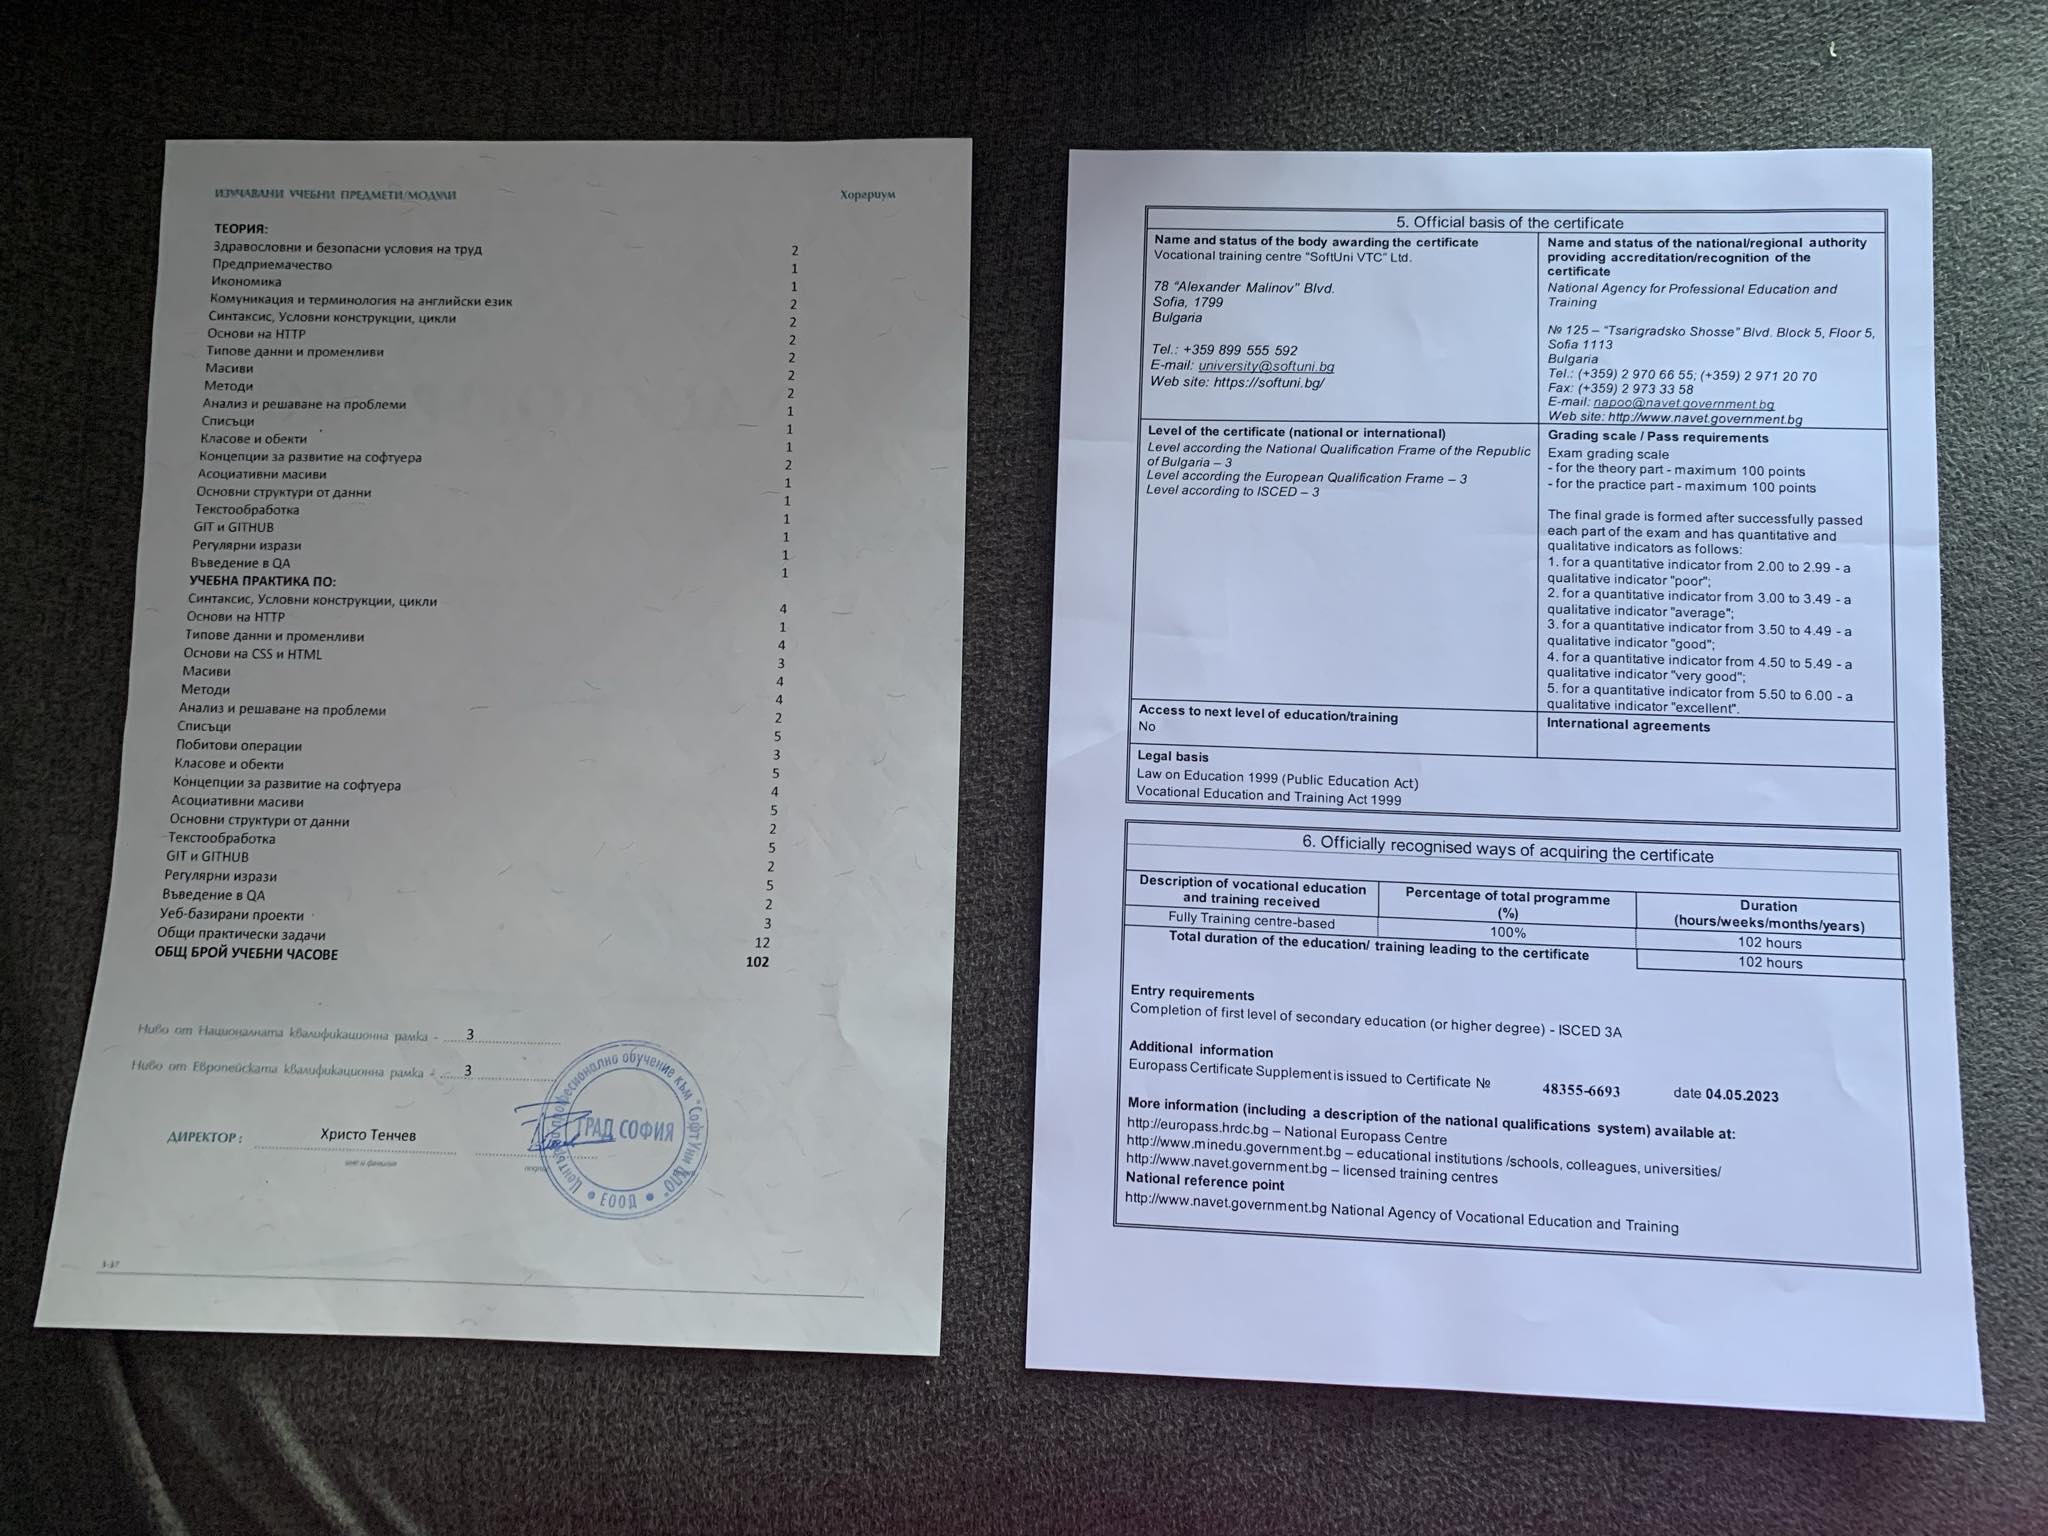 ИЗУЧАВАНИ УЧЕБНИ ПРЕДМЕТИ/МОДУЛИ Хорариум
ТЕОРИЯ:
Здравословни и безопасни условия на труд 2
Предприемачество 1
Икономика 1
Комуникация и терминология на английски език 2
Синтаксис, Условни конструкции, цикли 2
Основи на HTTP 2
Типове данни и променливи 2
Масиви 2
Методи 2
Анализ и решаване на проблеми 1
Списъци 1
Класове и обекти 1
Концепции за развитие на софтуера 2
Асоциативни масиви 1
Основни структури от данни 1
Текстообработка 1
GIT и GITHUB 1
Регулярни изрази 1
Въведение в QA 1
УЧЕБНА ПРАКТИКА ПО:
Синтаксис, Условни конструкции, цикли 4
Основи на HTTP 1
Типове данни и променливи 4
Основи на CSS и HTML 3
Масиви 4
Методи 4
Анализ и решаване на проблеми 2
Списъци 5
Побитови операции 3
Класове и обекти 5
Концепции за развитие на софтуера 4
Асоциативни масиви 5
Основни структури от данни 2
Текстообработка 5
GIT и GITHUB 2
Регулярни изрази 5
Въведение в QA 2
Уеб-базирани проекти 3
Общи практически задачи 12
ОБЩ БРОЙ УЧЕБНИ ЧАСОВЕ 102
Ниво от Националната квалификационна рамка - 3
Ниво от Европейската квалификационна рамка - 3
ДИРЕКТОР: Христо Тенчев
име и фамилия подпис
Център за професионално обучение към "СофтУни ЦПО" ЕООД
ГРАД СОФИЯ
3-37
5. Official basis of the certificate
Name and status of the body awarding the certificate
Vocational training centre "SoftUni VTC" Ltd.
78 "Alexander Malinov" Blvd.
Sofia, 1799
Bulgaria
Tel.: +359 899 555 592
E-mail: university@softuni.bg
Web site: https://softuni.bg/
Name and status of the national/regional authority
providing accreditation/recognition of the
certificate
National Agency for Professional Education and
Training
№ 125 – "Tsarigradsko Shosse" Blvd. Block 5, Floor 5,
Sofia 1113
Bulgaria
Tel.: (+359) 2 970 66 55; (+359) 2 971 20 70
Fax: (+359) 2 973 33 58
E-mail: napoo@navet.government.bg
Web site: http://www.navet.government.bg
Level of the certificate (national or international)
Level according the National Qualification Frame of the Republic
of Bulgaria – 3
Level according the European Qualification Frame – 3
Level according to ISCED – 3
Grading scale / Pass requirements
Exam grading scale
- for the theory part - maximum 100 points
- for the practice part - maximum 100 points
The final grade is formed after successfully passed
each part of the exam and has quantitative and
qualitative indicators as follows:
1. for a quantitative indicator from 2.00 to 2.99 - a
qualitative indicator "poor";
2. for a quantitative indicator from 3.00 to 3.49 - a
qualitative indicator "average";
3. for a quantitative indicator from 3.50 to 4.49 - a
qualitative indicator "good";
4. for a quantitative indicator from 4.50 to 5.49 - a
qualitative indicator "very good";
5. for a quantitative indicator from 5.50 to 6.00 - a
qualitative indicator "excellent".
Access to next level of education/training
No
International agreements
Legal basis
Law on Education 1999 (Public Education Act)
Vocational Education and Training Act 1999
6. Officially recognised ways of acquiring the certificate
Description of vocational education
and training received
Percentage of total programme
(%)
Duration
(hours/weeks/months/years)
Fully Training centre-based 100% 102 hours
Total duration of the education/ training leading to the certificate 102 hours
Entry requirements
Completion of first level of secondary education (or higher degree) - ISCED 3A
Additional information
Europass Certificate Supplement is issued to Certificate № 48355-6693 date 04.05.2023
More information (including a description of the national qualifications system) available at:
http://europass.hrdc.bg – National Europass Centre
http://www.minedu.government.bg – educational institutions /schools, colleagues, universities/
http://www.navet.government.bg – licensed training centres
National reference point
http://www.navet.government.bg National Agency of Vocational Education and Training